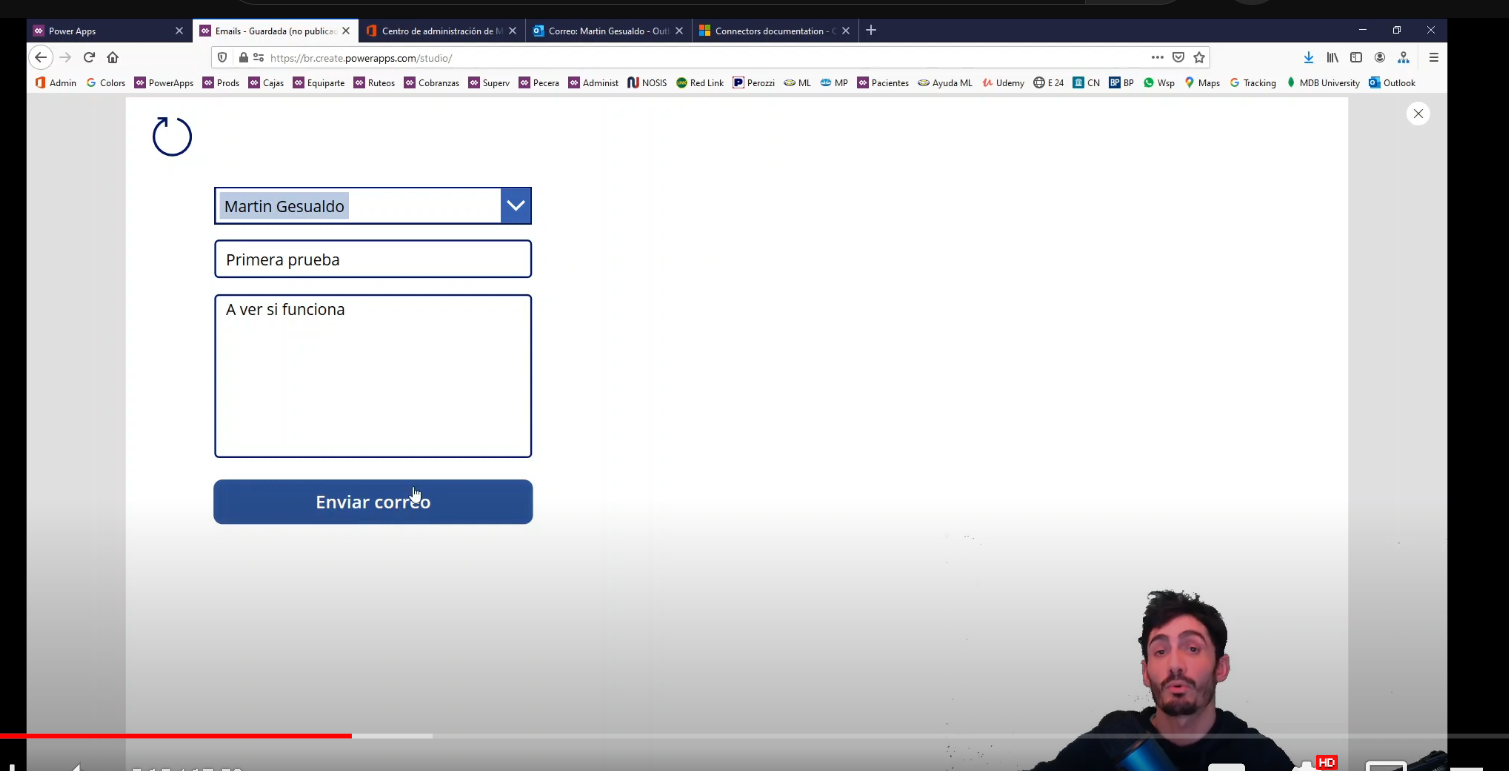 Power Apps
Emails - Guardada (no publicac
Centro de administración de M
Correo: Martin Gesualdo - Outl
Connectors documentation - C
https://br.create.powerapps.com/studio/
Admin Colors PowerApps Prods Cajas Equiparte Ruteos Cobranzas Superv Pecera Administ NOSIS Red Link Perozzi ML MP Pacientes Ayuda ML Udemy E 24 CN BP BP Wsp Maps Tracking MDB University Outlook
Martin Gesualdo
Primera prueba
A ver si funciona
Enviar correo
HD